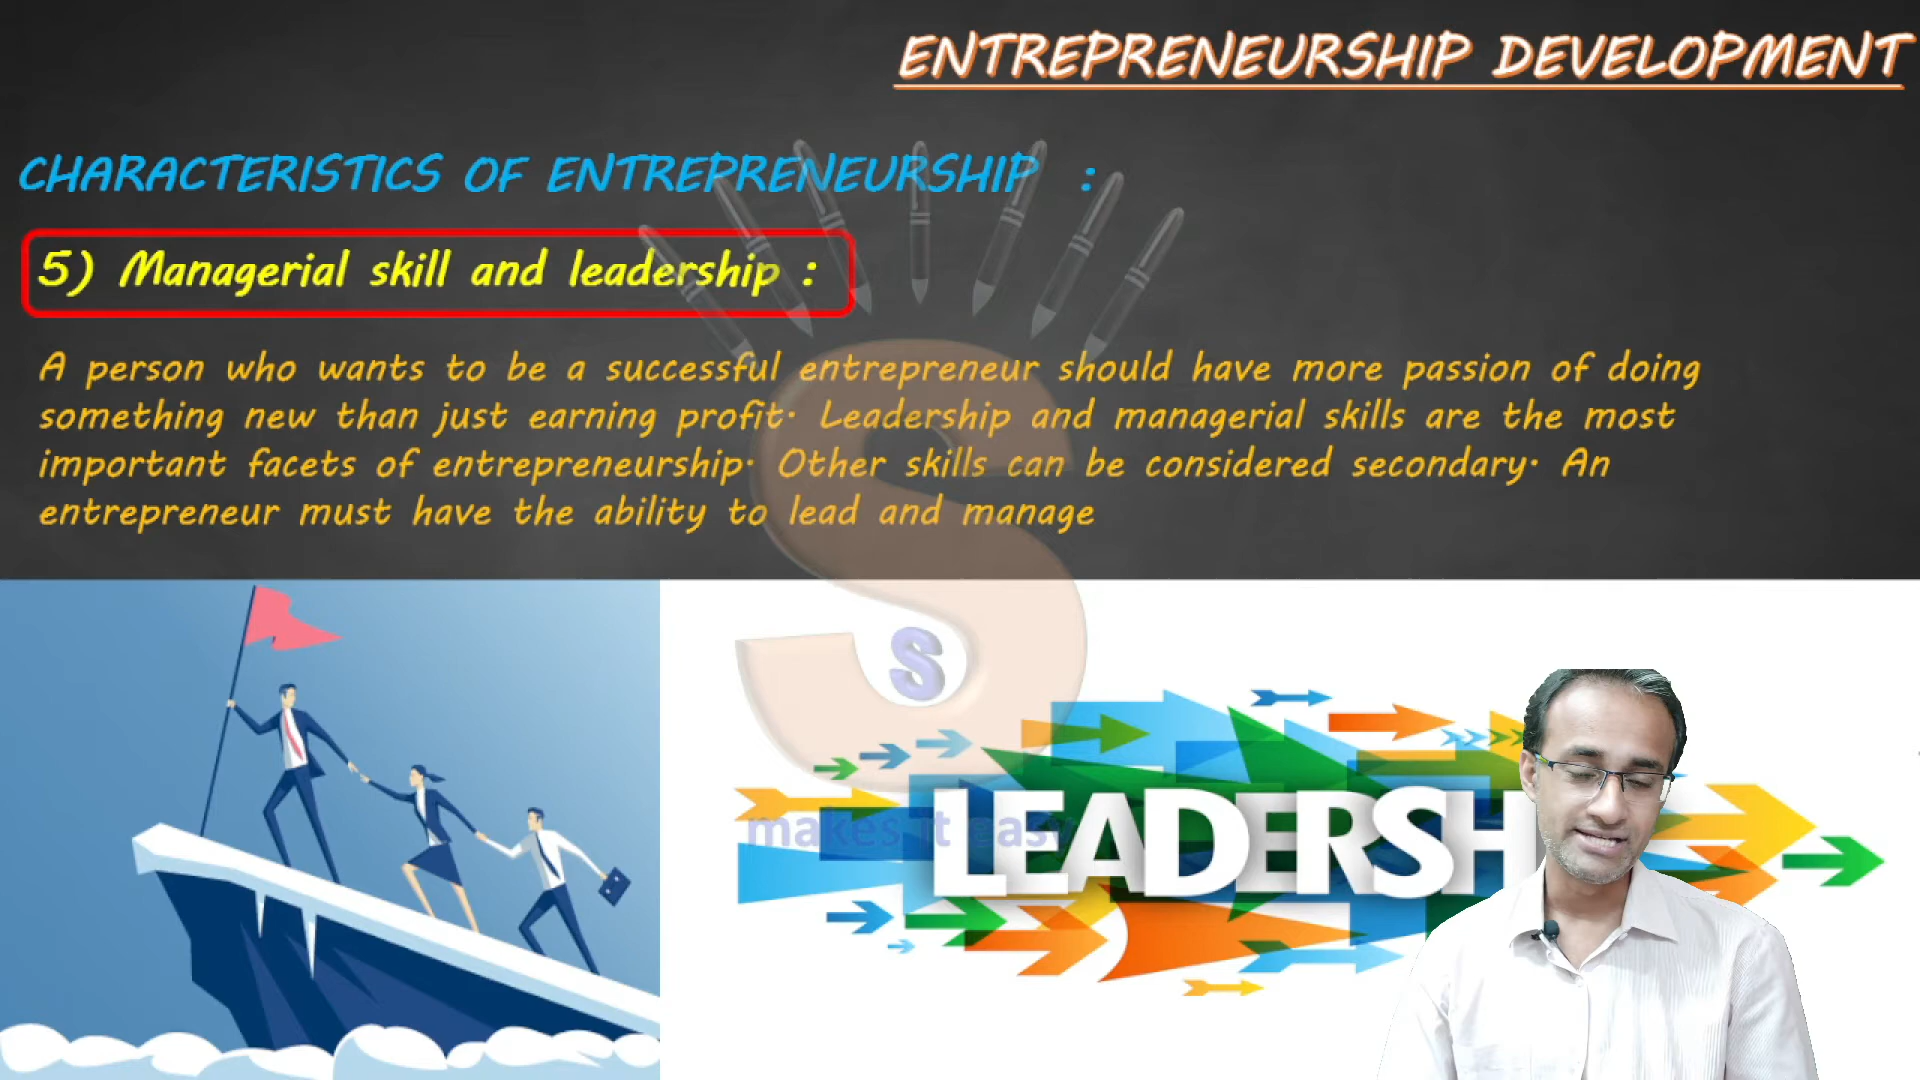 ENTREPRENEURSHIP DEVELOPMENT
CHARACTERISTICS OF ENTREPRENEURSHIP :
5) Managerial skill and leadership :
A person who wants to be a successful entrepreneur should have more passion of doing
something new than just earning profit. Leadership and managerial skills are the most
important facets of entrepreneurship. Other skills can be considered secondary. An
entrepreneur must have the ability to lead and manage
S
S
makes it easy
LEADERSH